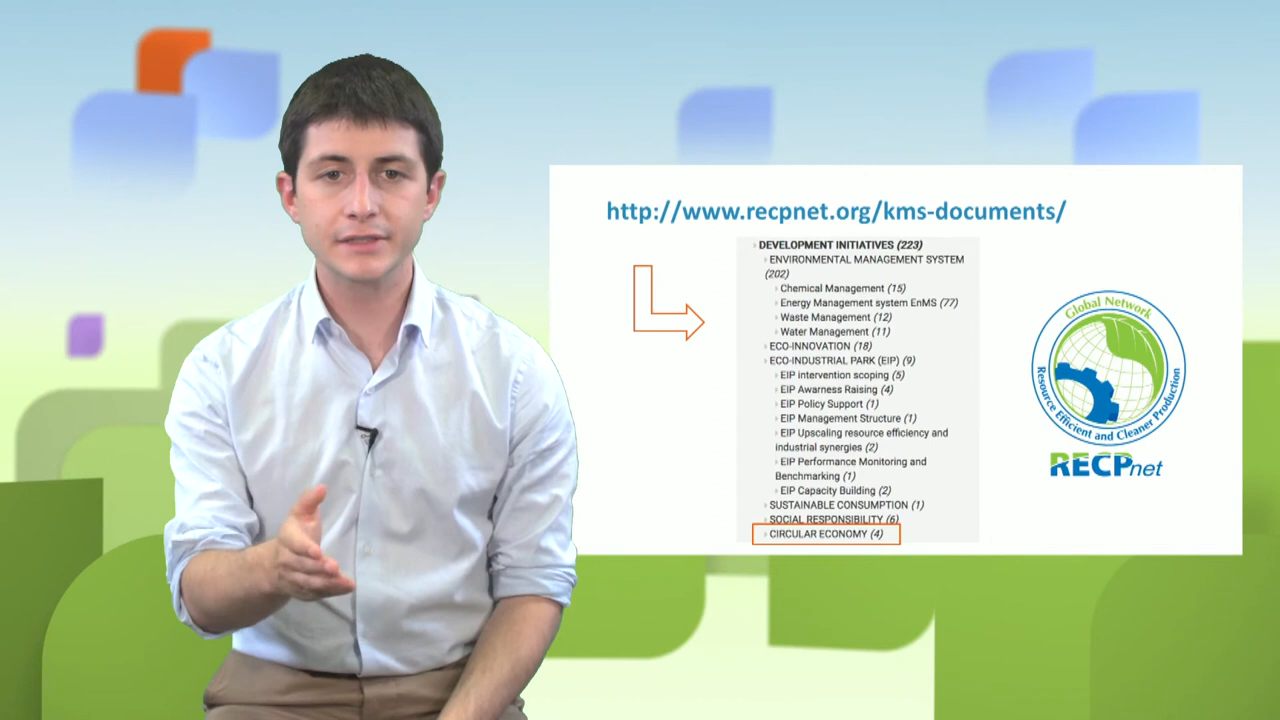 http://www.recpnet.org/kms-documents/
DEVELOPMENT INITIATIVES (223)
ENVIRONMENTAL MANAGEMENT SYSTEM
(202)
Chemical Management (15)
Energy Management system EnMS (77)
Waste Management (12)
Water Management (11)
ECO-INNOVATION (18)
ECO-INDUSTRIAL PARK (EIP) (9)
EIP intervention scoping (5)
EIP Awarness Raising (4)
EIP Policy Support (1)
EIP Management Structure (1)
EIP Upscaling resource efficiency and
industrial synergies (2)
EIP Performance Monitoring and
Benchmarking (1)
EIP Capacity Building (2)
SUSTAINABLE CONSUMPTION (1)
SOCIAL RESPONSIBILITY (6)
CIRCULAR ECONOMY (4)
Global Network
Resource Efficient and Cleaner Production
RECPnet